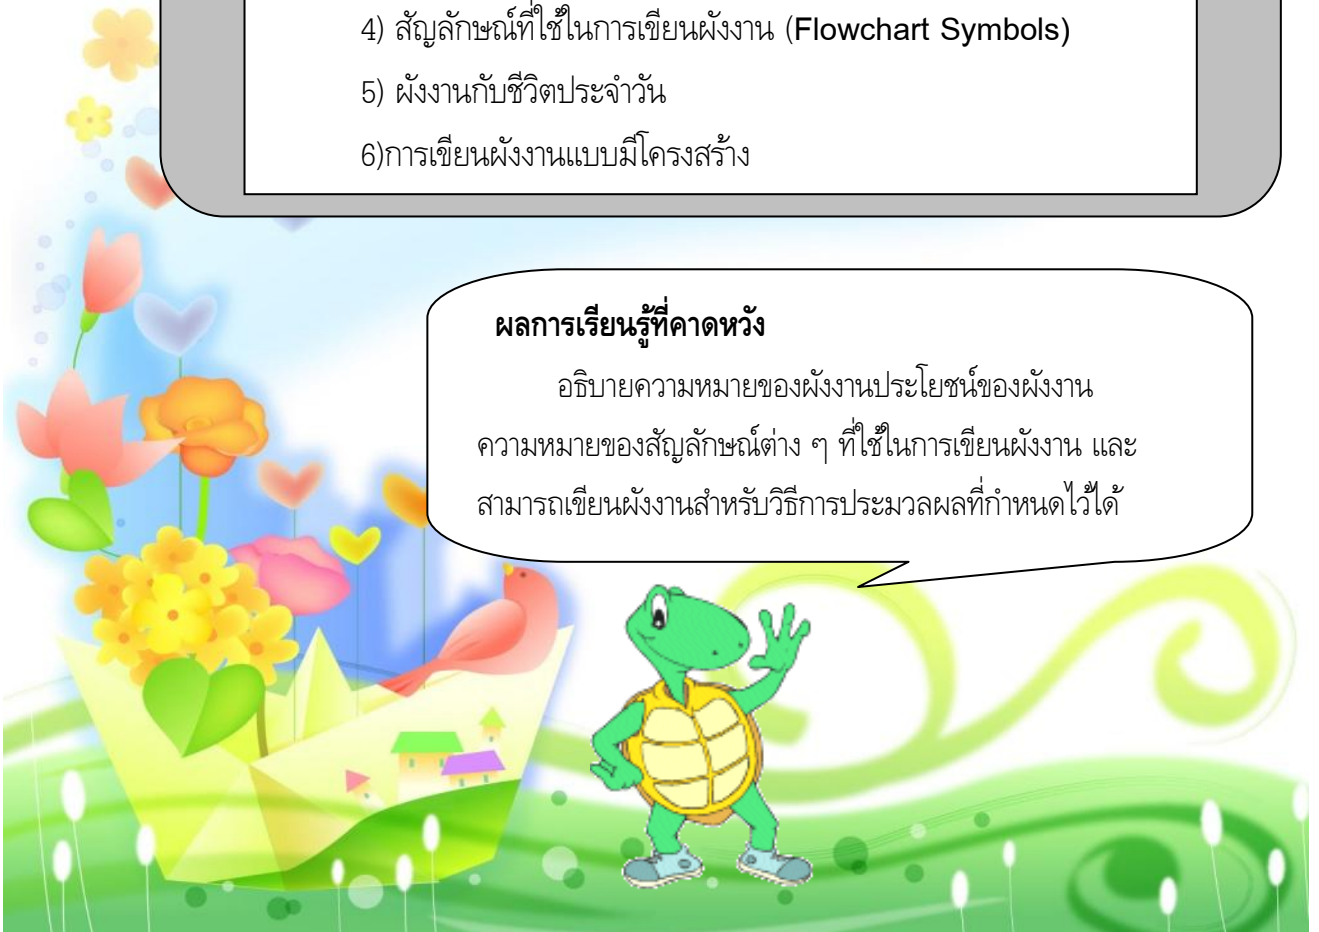 4) สัญลักษณ์ที่ใช้ในการเขียนผังงาน (Flowchart Symbols)
5) ผังงานกับชีวิตประจำวัน
6)การเขียนผังงานแบบมีโครงสร้าง
ผลการเรียนรู้ที่คาดหวัง
อธิบายความหมายของผังงานประโยชน์ของผังงาน
ความหมายของสัญลักษณ์ต่าง ๆ ที่ใช้ในการเขียนผังงาน และ
สามารถเขียนผังงานสำหรับวิธีการประมวลผลที่กำหนดไว้ได้